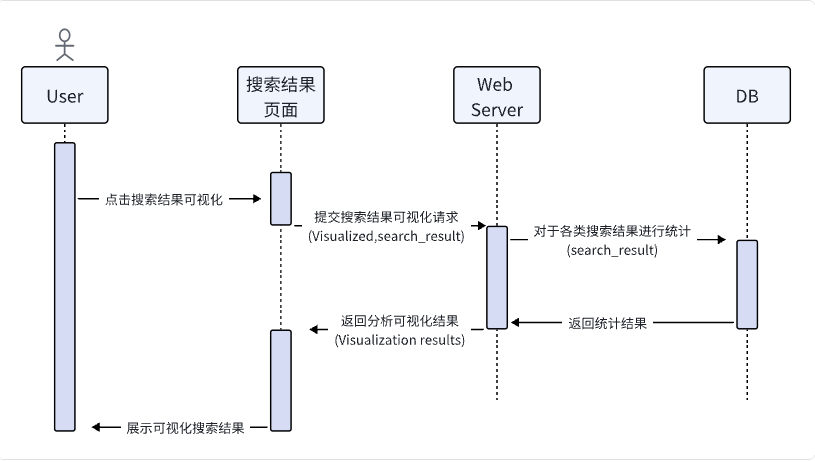 User
搜索结果
页面
Web
Server
DB
点击搜索结果可视化
提交搜索结果可视化请求
(Visualized,search_result)
对于各类搜索结果进行统计
(search_result)
返回分析可视化结果
(Visualization results)
返回统计结果
展示可视化搜索结果